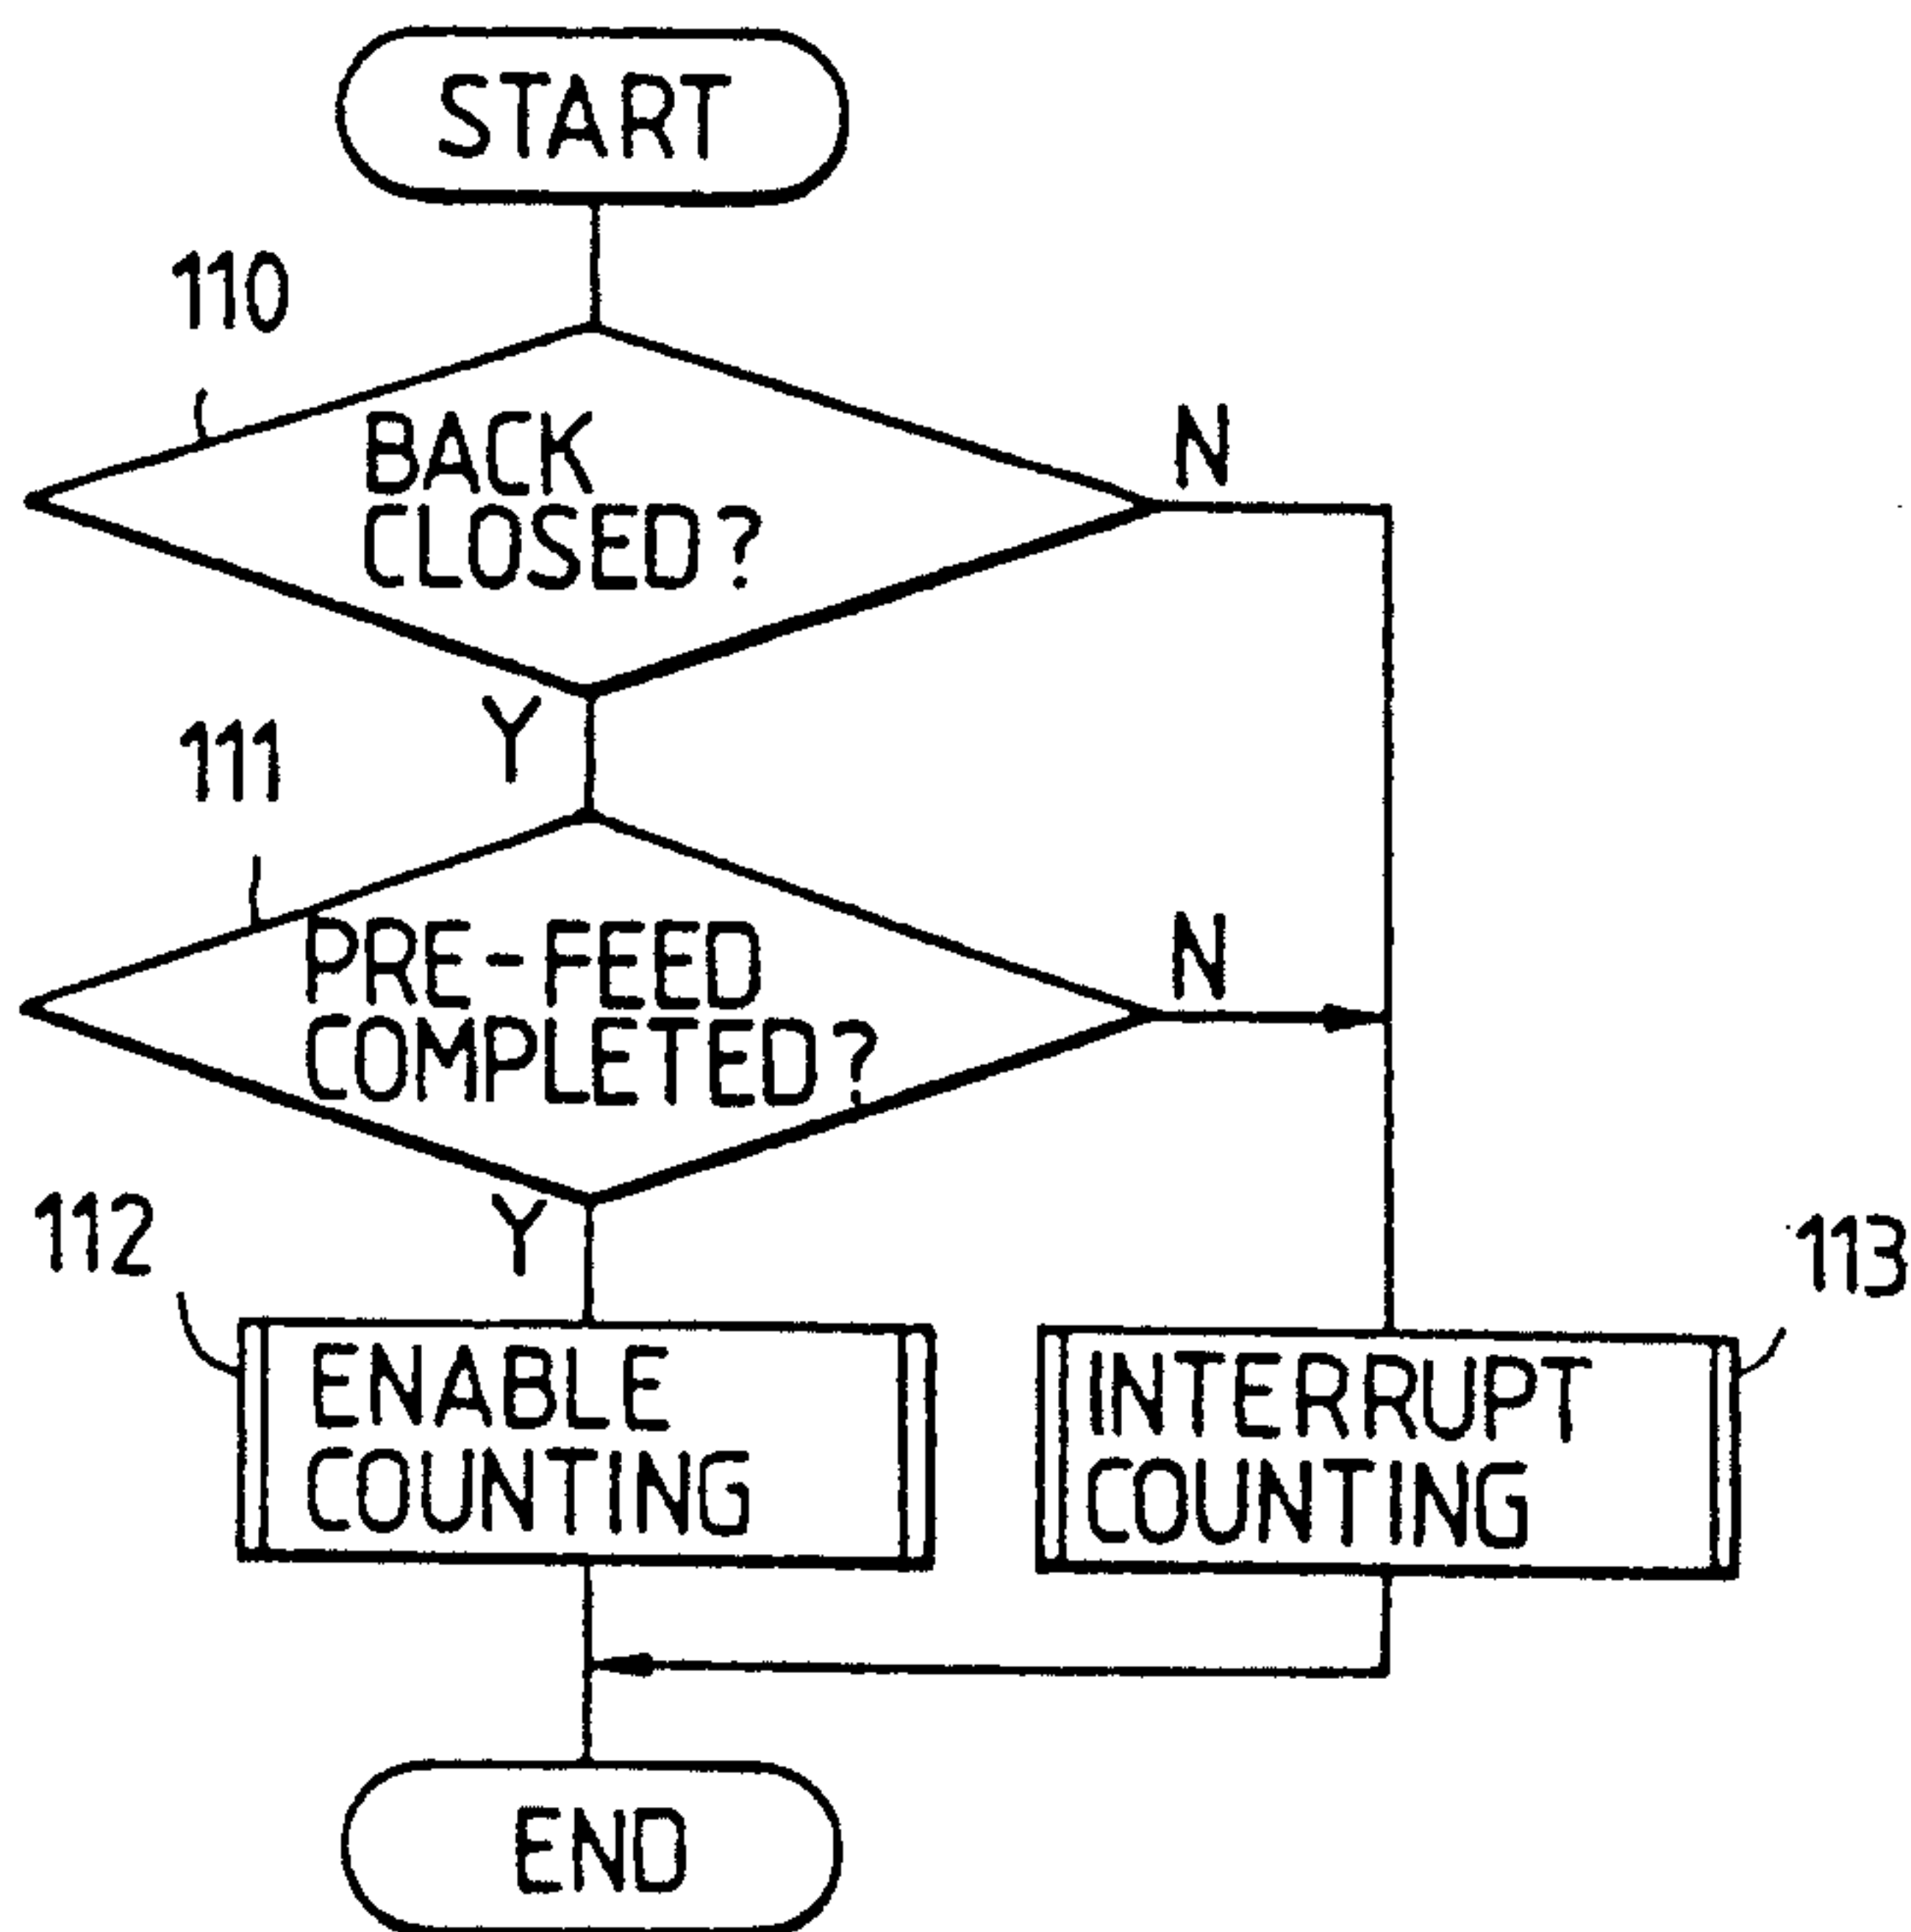 START
110
BACK
CLOSED?
N
Y
111
PRE-FEED
COMPLETED?
N
Y
112
113
ENABLE
COUNTING
INTERRUPT
COUNTING
END